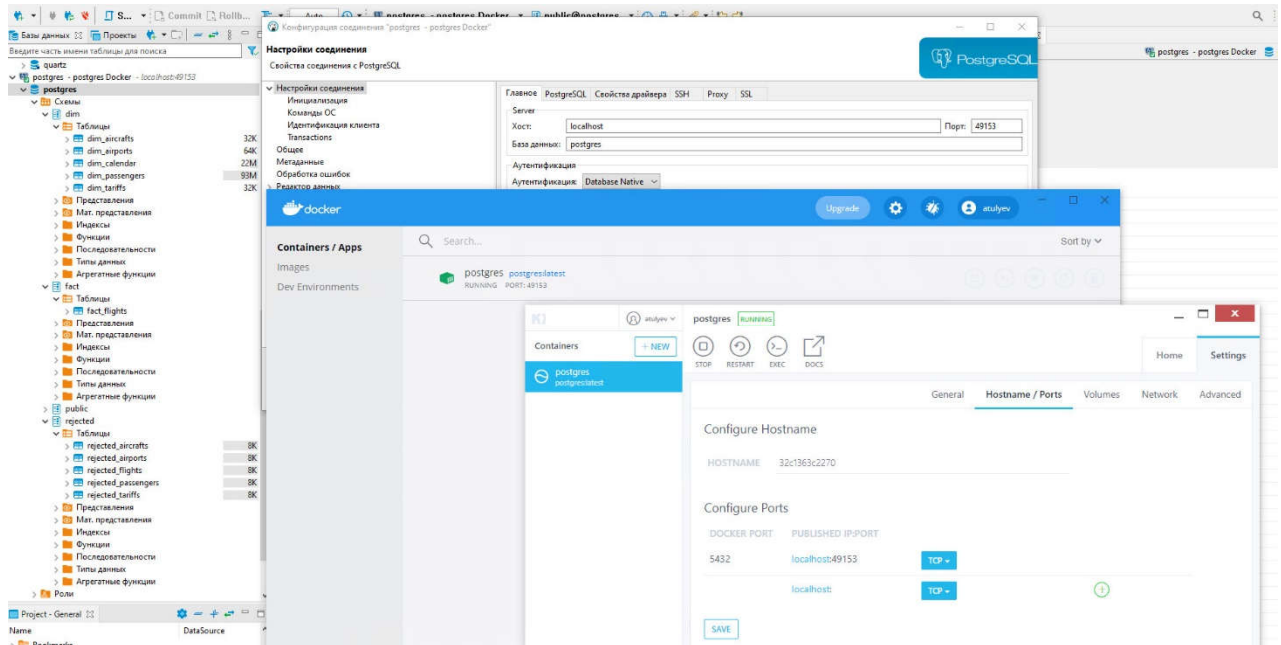 S...
Commit
Rollb...
Auto
postgres - postgres Docker
public@postgres
Базы данных
Проекты
Введите часть имени таблицы для поиска
quartz
postgres - postgres Docker - localhost:49153
postgres
Схемы
dim
Таблицы
dim_aircrafts 32K
dim_airports 64K
dim_calendar 22M
dim_passengers 93M
dim_tariffs 32K
Представления
Мат. представления
Индексы
Функции
Последовательности
Типы данных
Агрегатные функции
fact
Таблицы
fact_flights
Представления
Мат. представления
Индексы
Функции
Последовательности
Типы данных
Агрегатные функции
public
rejected
Таблицы
rejected_aircrafts 8K
rejected_airports 8K
rejected_flights 8K
rejected_passengers 8K
rejected_tariffs 8K
Представления
Мат. представления
Индексы
Функции
Последовательности
Типы данных
Агрегатные функции
Роли
Project - General
Name DataSource
Bookmarks
Конфигурация соединения "postgres - postgres Docker"
Настройки соединения
Свойства соединения с PostgreSQL
PostgreSQL
postgres - postgres Docker
Настройки соединения
Инициализация
Команды ОС
Идентификация клиента
Transactions
Общее
Метаданные
Обработка ошибок
Редактор данных
Главное PostgreSQL Свойства драйвера SSH Proxy SSL
Server
Хост: localhost Порт: 49153
База данных: postgres
Аутентификация
Аутентификация: Database Native
docker
Upgrade
atulyev
Containers / Apps
Images
Dev Environments
Search...
Sort by
postgres postgres:latest
RUNNING PORT: 49153
atulyev
postgres RUNNING
Containers
+ NEW
STOP RESTART EXEC DOCS
Home Settings
postgres
postgres:latest
General Hostname / Ports Volumes Network Advanced
Configure Hostname
HOSTNAME 32c1363c2270
Configure Ports
DOCKER PORT PUBLISHED IP:PORT
5432 localhost:49153 TCP
localhost: TCP
SAVE